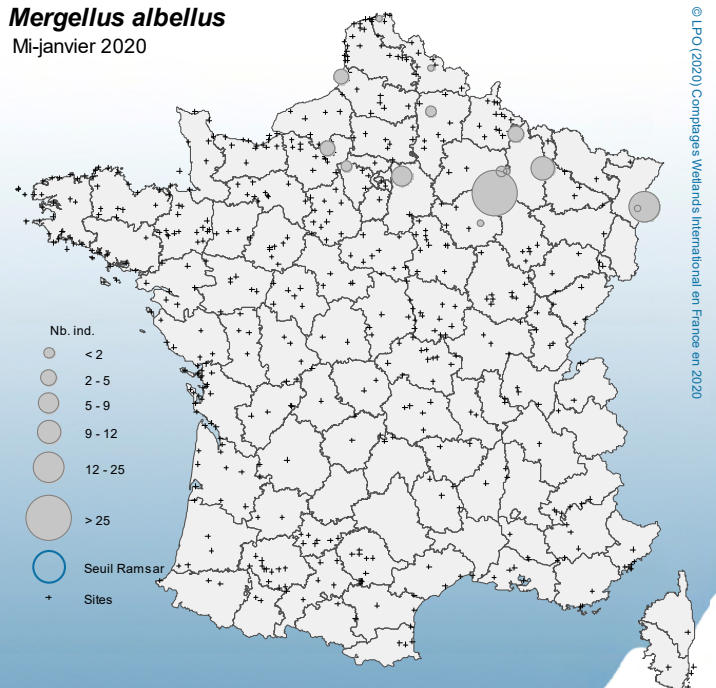 Mergellus albellus
Mi-janvier 2020
© LPO (2020) Comptages Wetlands International en France en 2020
Nb. ind.
< 2
2 - 5
5 - 9
9 - 12
12 - 25
> 25
Seuil Ramsar
Sites